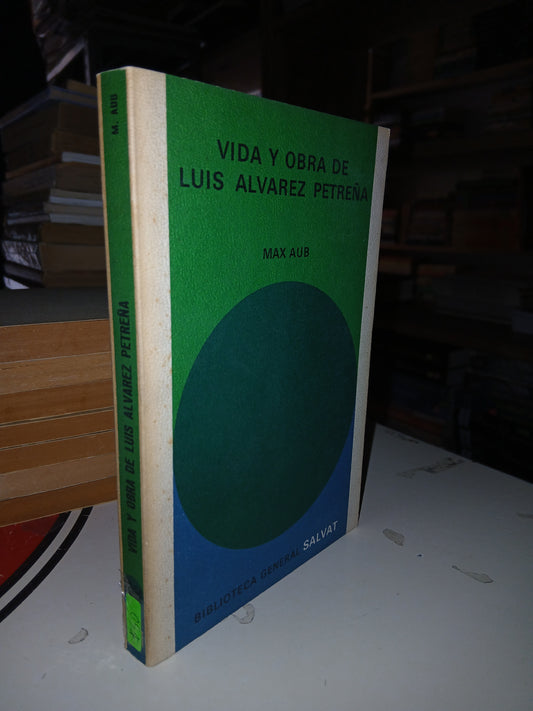 VIDA Y OBRA DE
LUIS ALVAREZ PETREÑA
MAX AUB
BIBLIOTECA GENERAL SALVAT
M. AUB
VIDA Y OBRA DE LUIS ALVAREZ PETREÑA